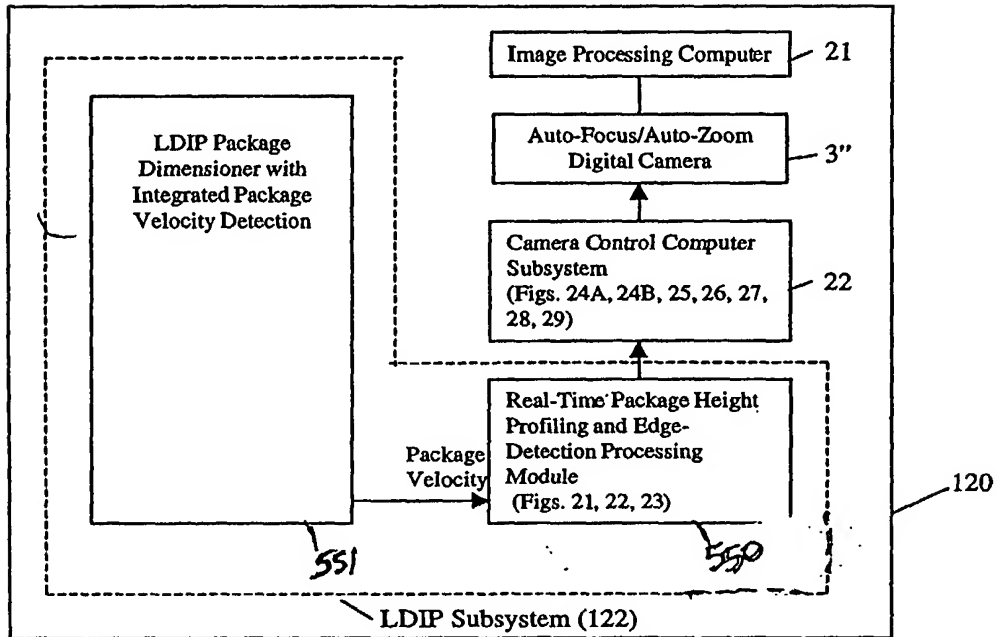 Image Processing Computer
21
Auto-Focus/Auto-Zoom
Digital Camera
3"
Camera Control Computer
Subsystem
(Figs. 24A, 24B, 25, 26, 27,
28, 29)
22
LDIP Package
Dimensioner with
Integrated Package
Velocity Detection
Real-Time Package Height
Profiling and Edge-
Detection Processing
Module
(Figs. 21, 22, 23)
Package
Velocity
120
551
550
LDIP Subsystem (122)